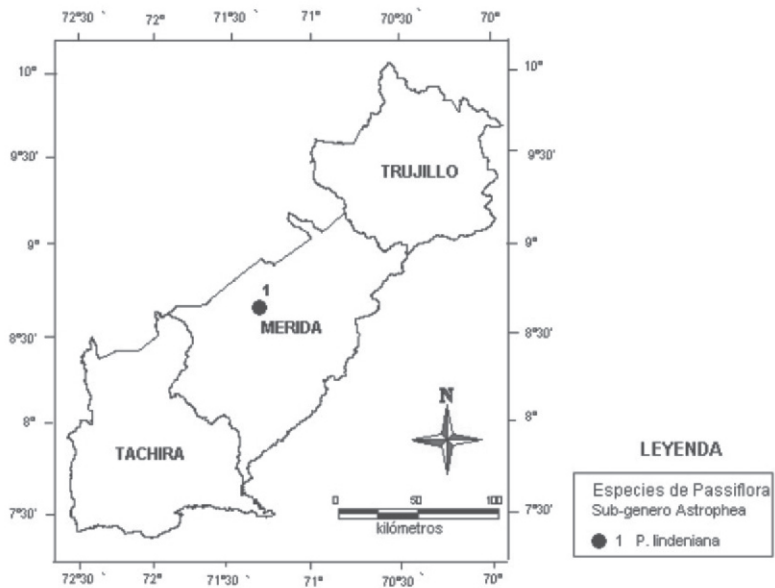 72°30 ` 72° 71°30 ` 71° 70°30 ` 70°
10° 10°
9°30' 9°30'
TRUJILLO
9° 9°
1
MERIDA
8°30' 8°30'
N
8° 8°
TACHIRA
LEYENDA
0 50 100
kilómetros
7°30' 7°30'
Especies de Passiflora
Sub-genero Astrophea
1 P. lindeniana
72°30 ` 72° 71°30 ` 71° 70°30 ` 70°